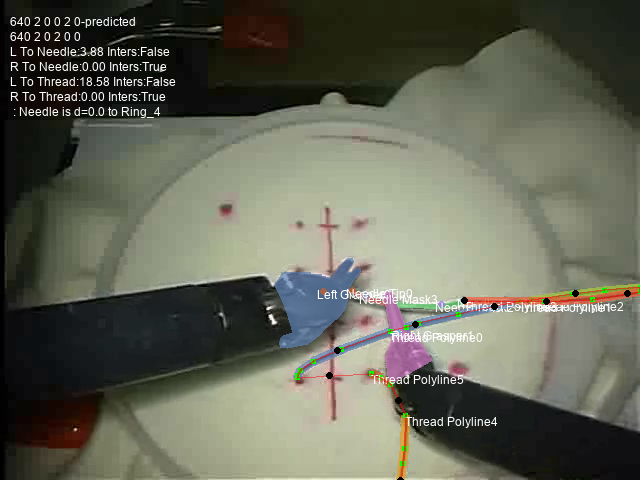 640 2 0 0 2 0-predicted
640 2 0 2 0 0
L To Needle:3.88 Inters:False
R To Needle:0.00 Inters:True
L To Thread:18.58 Inters:False
R To Thread:0.00 Inters:True
: Needle is d=0.0 to Ring_4
Needle Mask3
Thread Polyline0
Thread Polyline5
Thread Polyline4